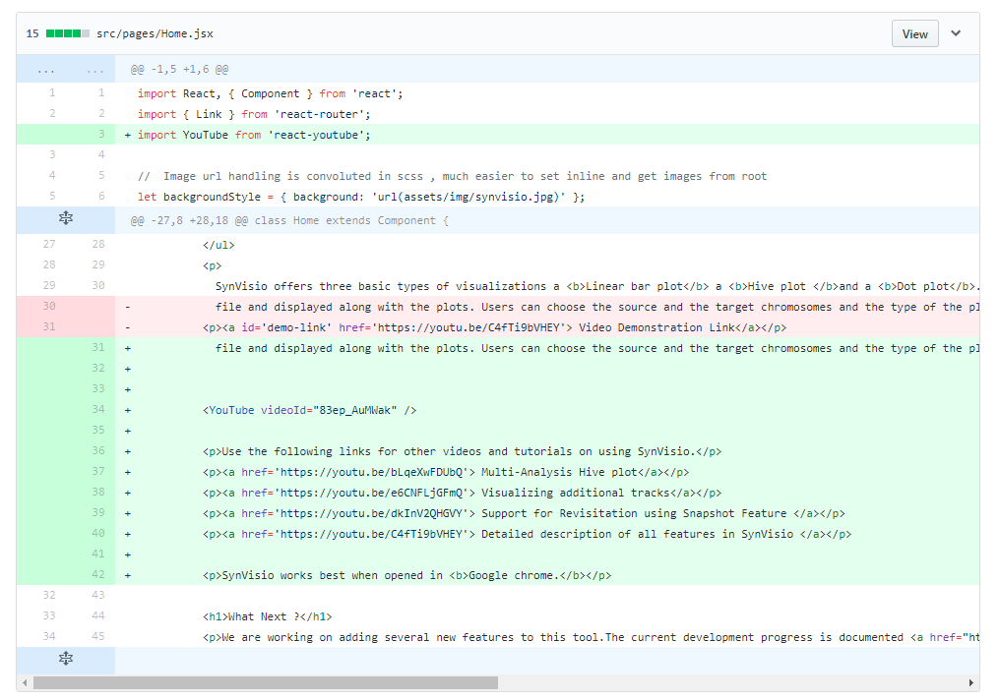 15 src/pages/Home.jsx View
... ... @@ -1,5 +1,6 @@
1 1 import React, { Component } from 'react';
2 2 import { Link } from 'react-router';
3 + import YouTube from 'react-youtube';
3 4
4 5 // Image url handling is convoluted in scss , much easier to set inline and get images from root
5 6 let backgroundStyle = { background: 'url(assets/img/synvisio.jpg)' };
@@ -27,8 +28,18 @@ class Home extends Component {
27 28 </ul>
28 29 <p>
29 30 SynVisio offers three basic types of visualizations a <b>Linear bar plot</b> a <b>Hive plot </b>and a <b>Dot plot</b>.
30 - file and displayed along with the plots. Users can choose the source and the target chromosomes and the type of the pl
31 - <p><a id='demo-link' href='https://youtu.be/C4fTi9bVHEY'> Video Demonstration Link</a></p>
31 + file and displayed along with the plots. Users can choose the source and the target chromosomes and the type of the pl
32 +
33 +
34 + <YouTube videoId="83ep_AuMWak" />
35 +
36 + <p>Use the following links for other videos and tutorials on using SynVisio.</p>
37 + <p><a href='https://youtu.be/bLqeXwFDUbQ'> Multi-Analysis Hive plot</a></p>
38 + <p><a href='https://youtu.be/e6CNFLjGFmQ'> Visualizing additional tracks</a></p>
39 + <p><a href='https://youtu.be/dkInV2QHGVY'> Support for Revisitation using Snapshot Feature </a></p>
40 + <p><a href='https://youtu.be/C4fTi9bVHEY'> Detailed description of all features in SynVisio </a></p>
41 +
42 + <p>SynVisio works best when opened in <b>Google chrome.</b></p>
32 43
33 44 <h1>What Next ?</h1>
34 45 <p>We are working on adding several new features to this tool.The current development progress is documented <a href="ht